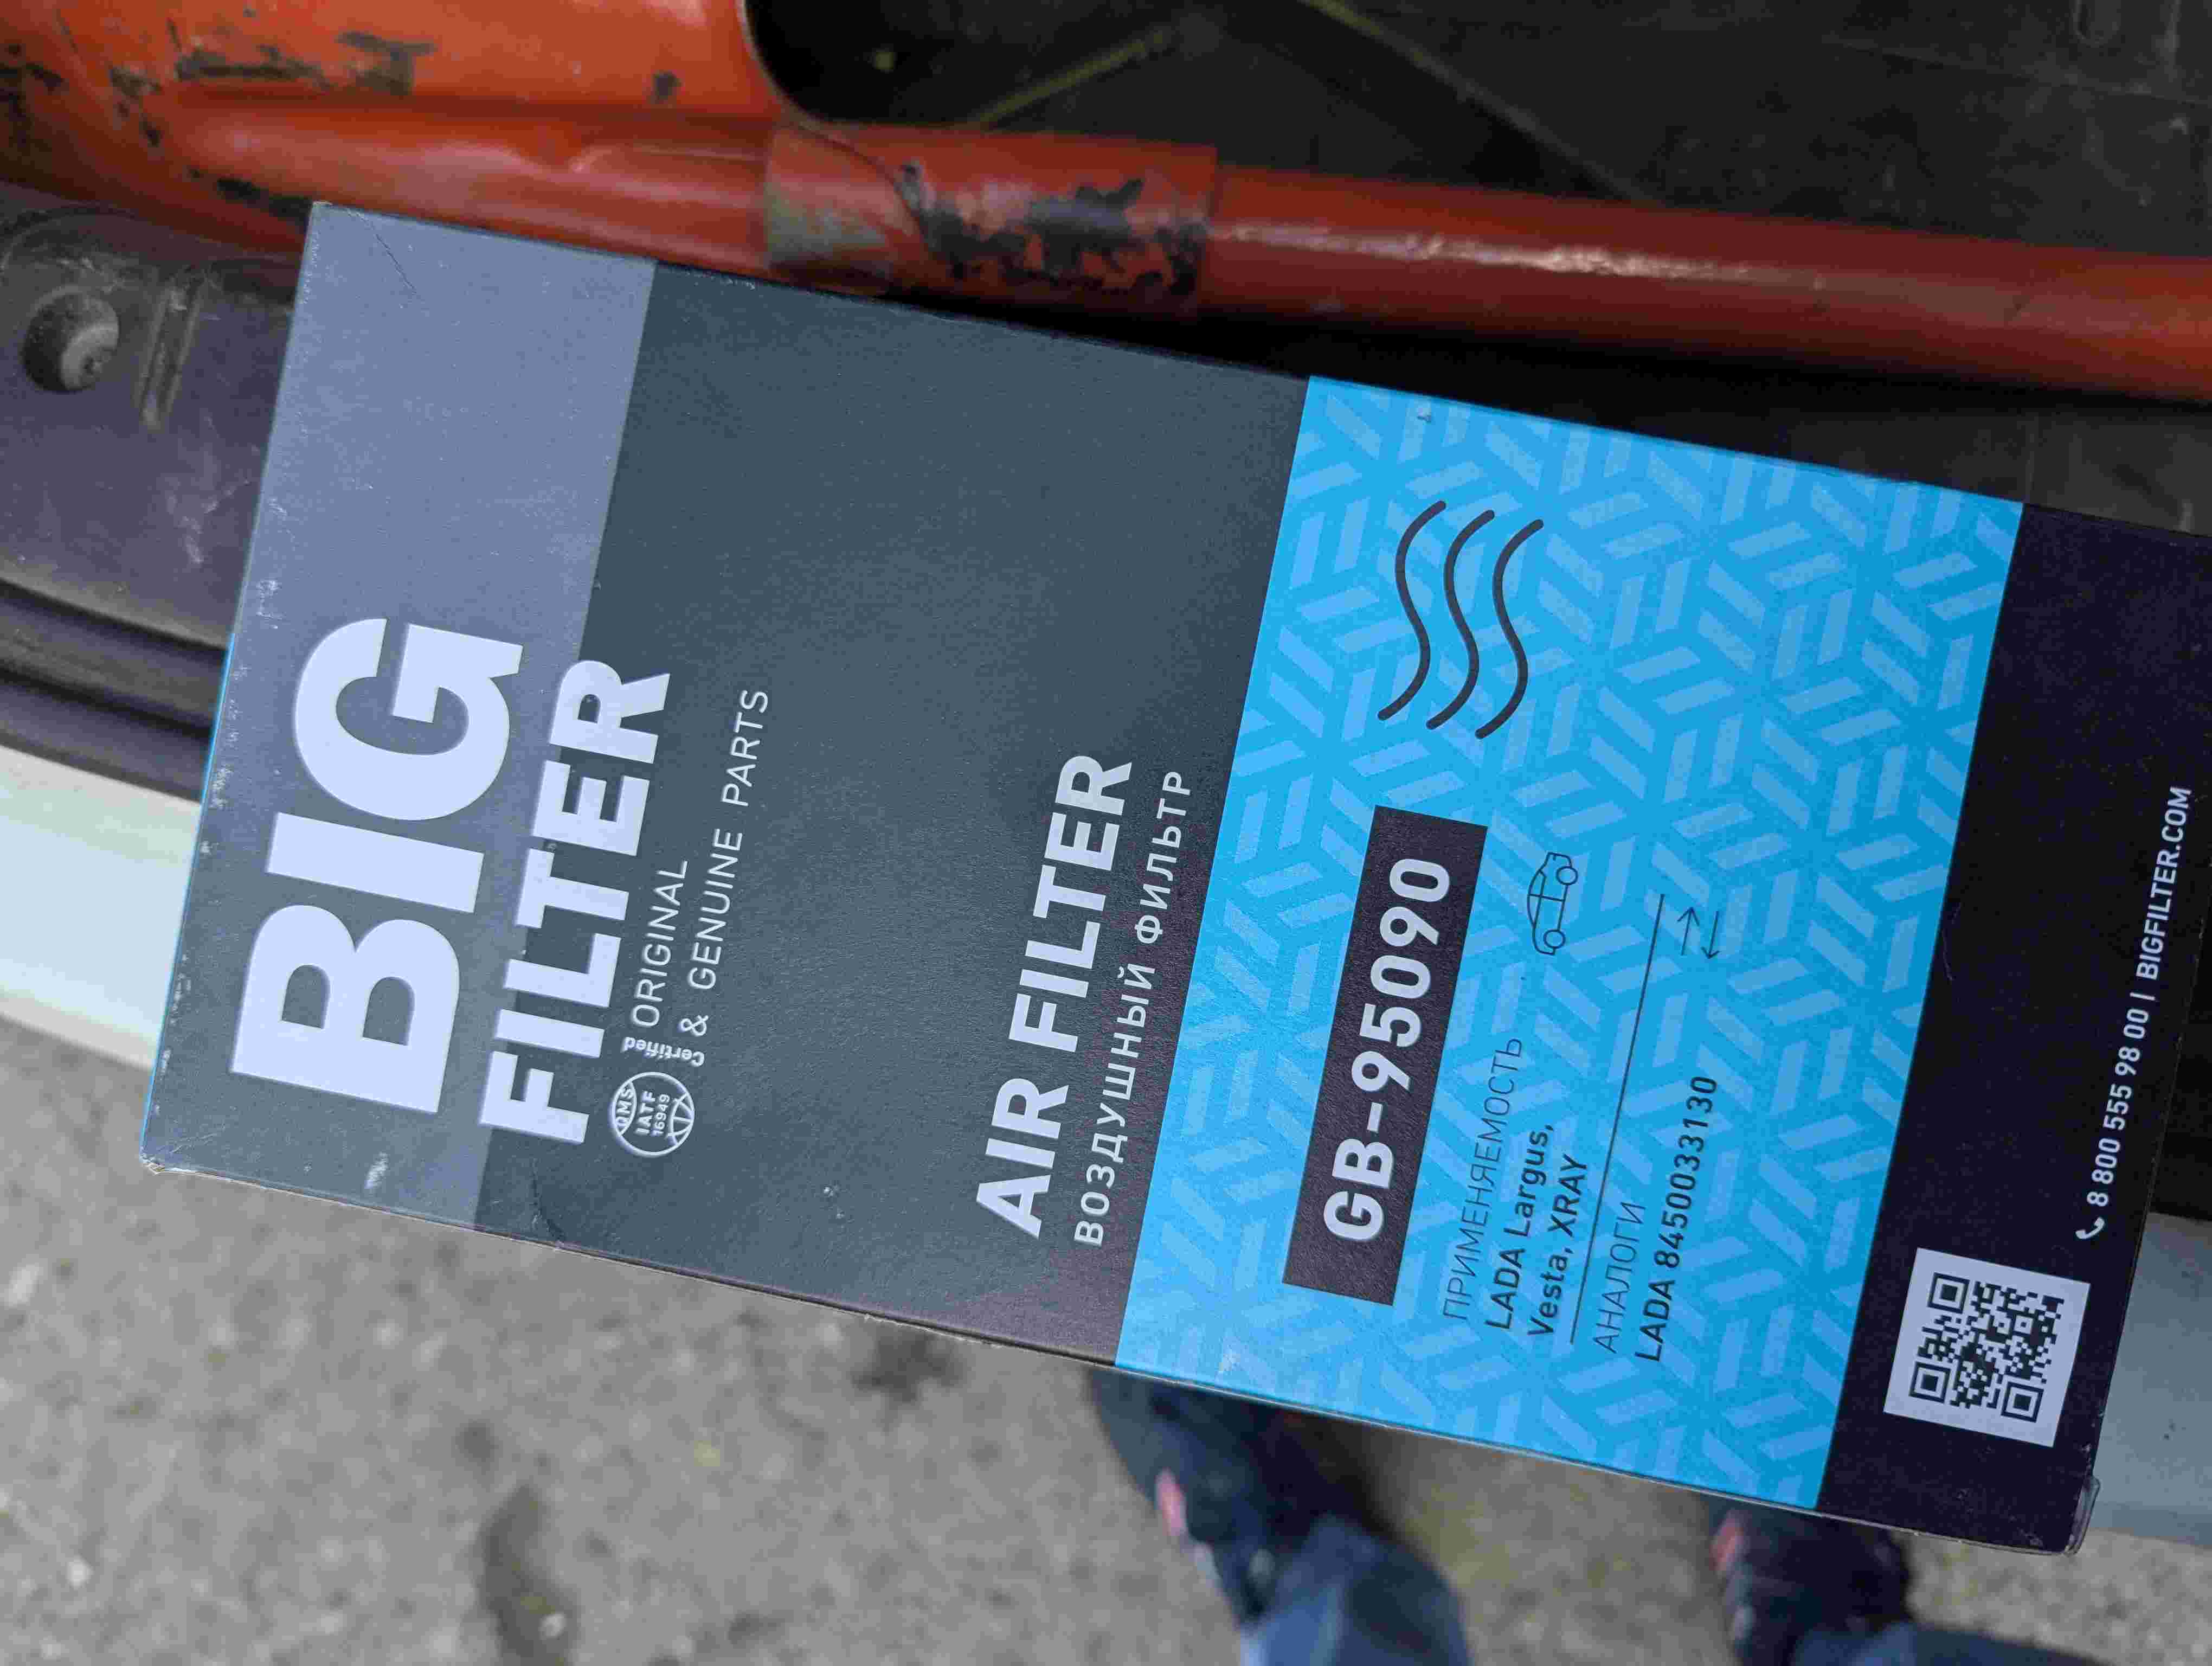 BIG
FILTER
QMS
IATF
16949
Certified
ORIGINAL
& GENUINE PARTS
AIR FILTER
ВОЗДУШНЫЙ ФИЛЬТР
GB-95090
ПРИМЕНЯЕМОСТЬ
LADA Largus,
Vesta, XRAY
АНАЛОГИ
LADA 8450033130
8 800 555 98 00 | BIGFILTER.COM